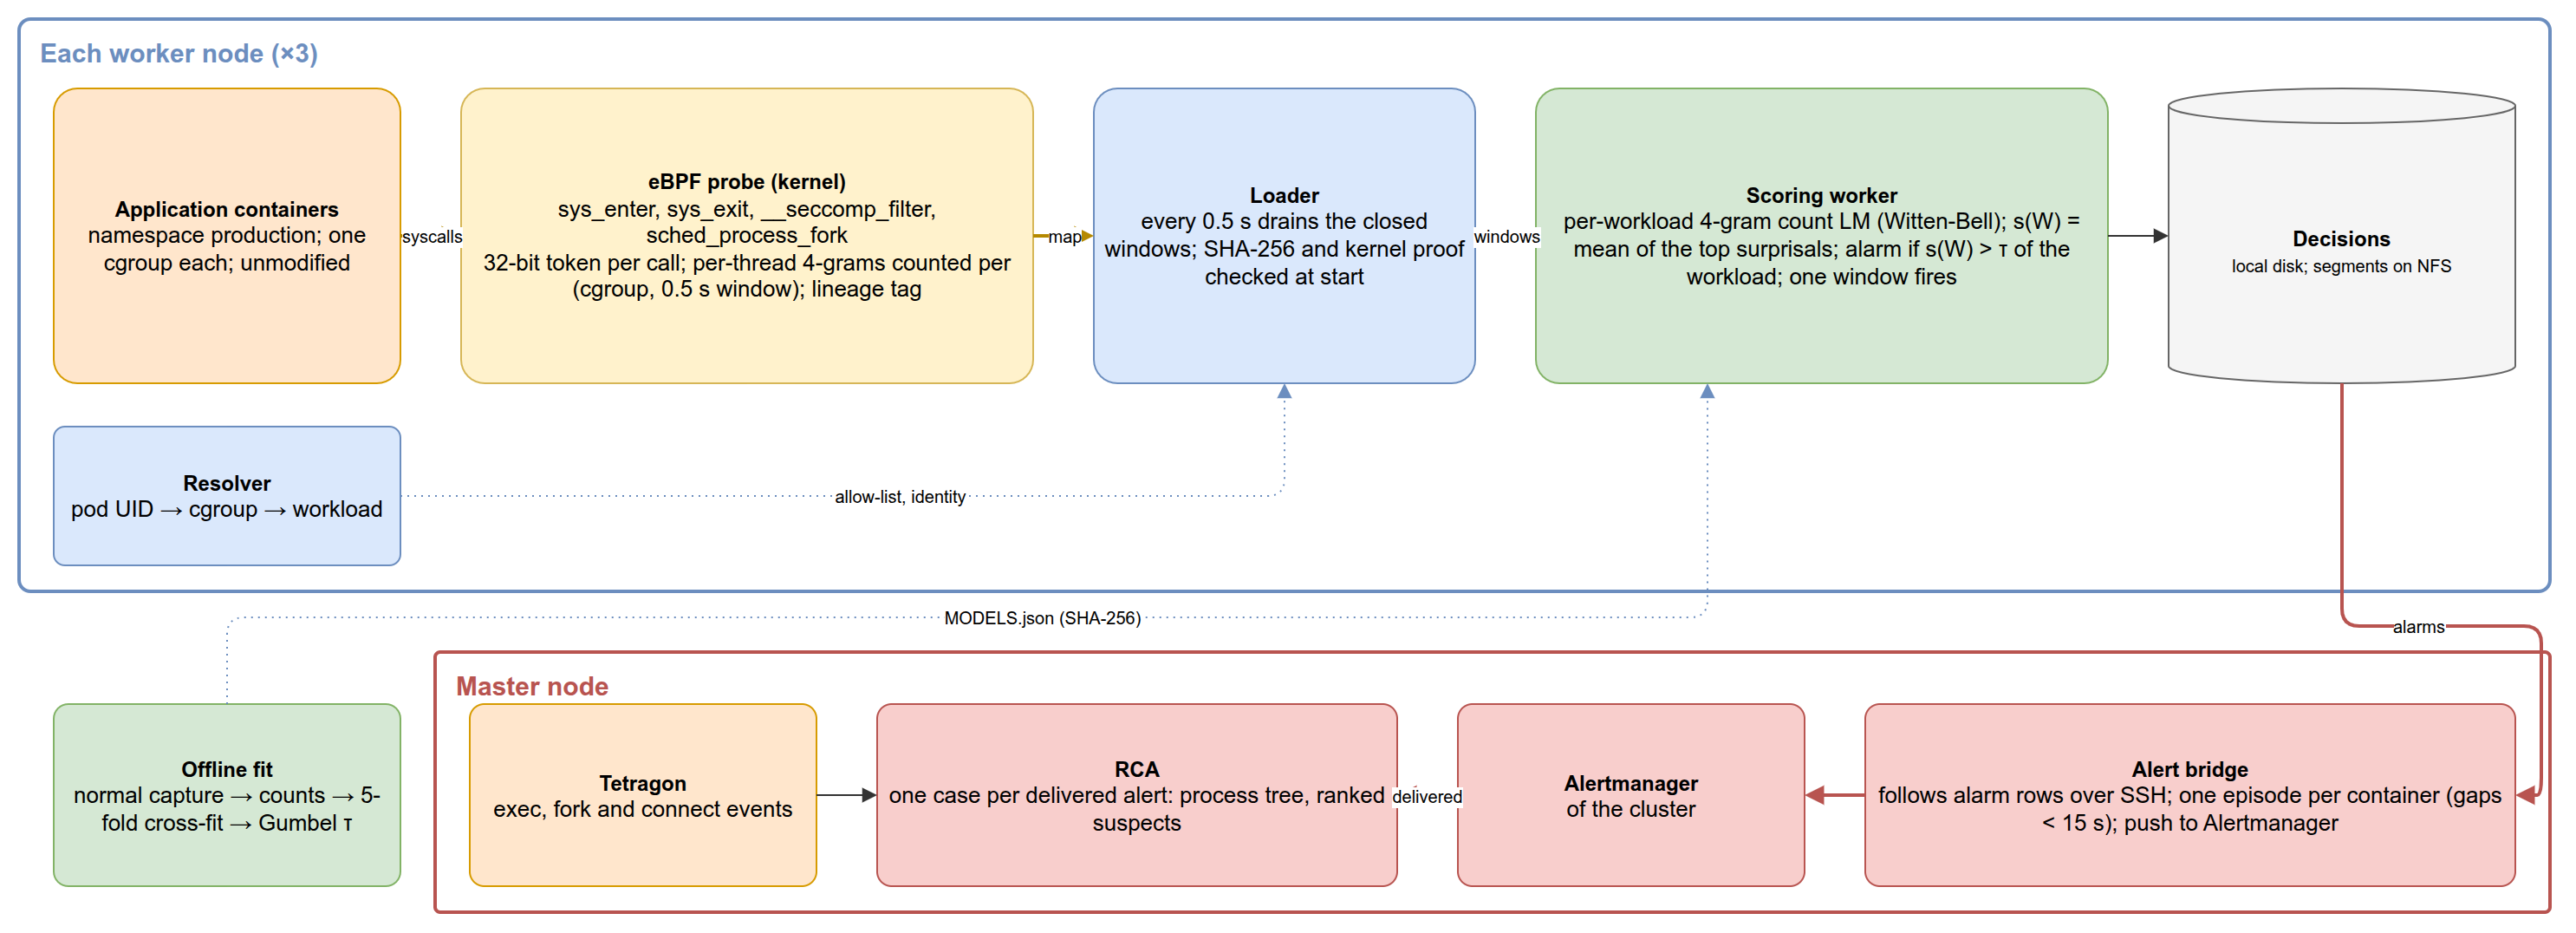 Each worker node (×3)
Application containers
namespace production; one
cgroup each; unmodified
syscalls
eBPF probe (kernel)
sys_enter, sys_exit, __seccomp_filter,
sched_process_fork
32-bit token per call; per-thread 4-grams counted per
(cgroup, 0.5 s window); lineage tag
map
Loader
every 0.5 s drains the closed
windows; SHA-256 and kernel proof
checked at start
windows
Scoring worker
per-workload 4-gram count LM (Witten-Bell); s(W) =
mean of the top surprisals; alarm if s(W) > τ of the
workload; one window fires
Decisions
local disk; segments on NFS
Resolver
pod UID → cgroup → workload
allow-list, identity
MODELS.json (SHA-256)
alarms
Master node
Offline fit
normal capture → counts → 5-
fold cross-fit → Gumbel τ
Tetragon
exec, fork and connect events
RCA
one case per delivered alert: process tree, ranked
suspects
delivered
Alertmanager
of the cluster
Alert bridge
follows alarm rows over SSH; one episode per container (gaps
< 15 s); push to Alertmanager